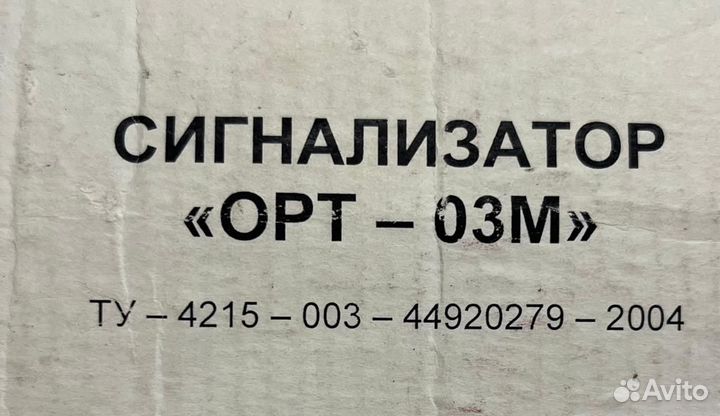 СИГНАЛИЗАТОР
«ОРТ – 03М»
ТУ – 4215 – 003 – 44920279 – 2004
Avito